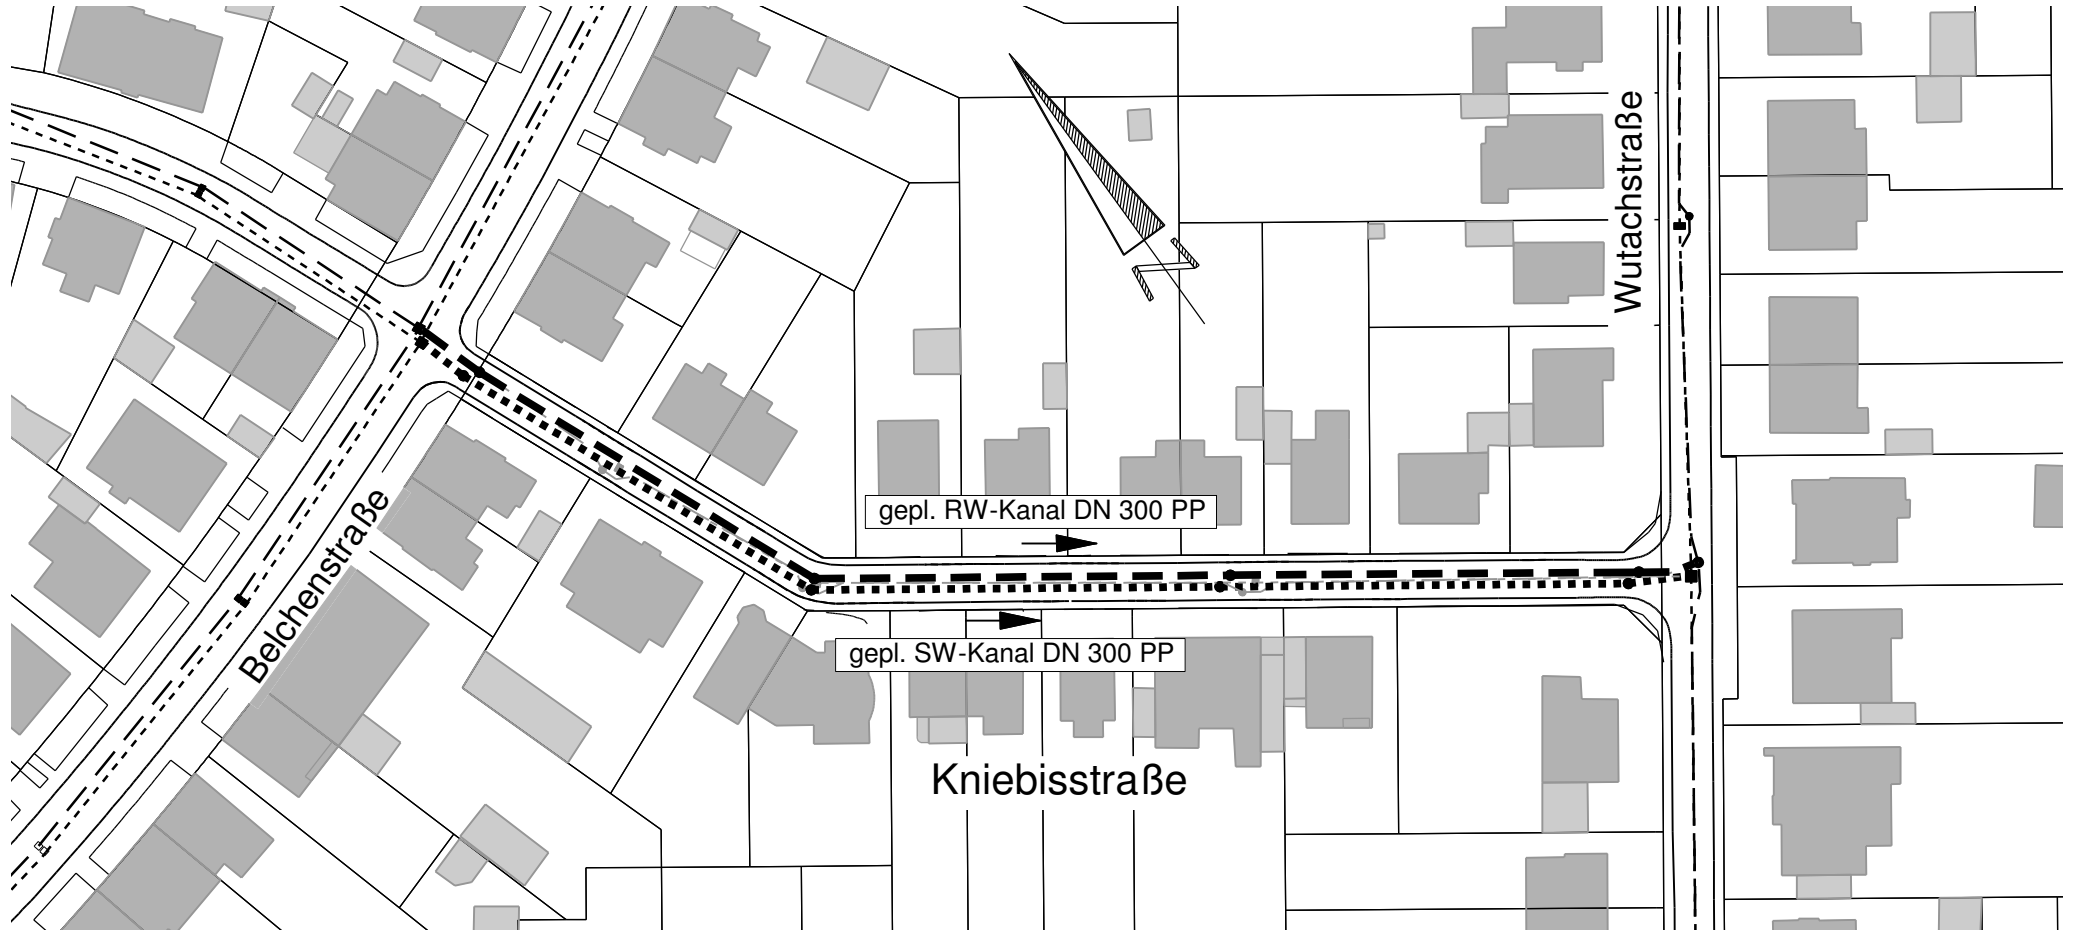 Wutachstraße
Belchenstraße
gepl. RW-Kanal DN 300 PP
gepl. SW-Kanal DN 300 PP
Kniebisstraße